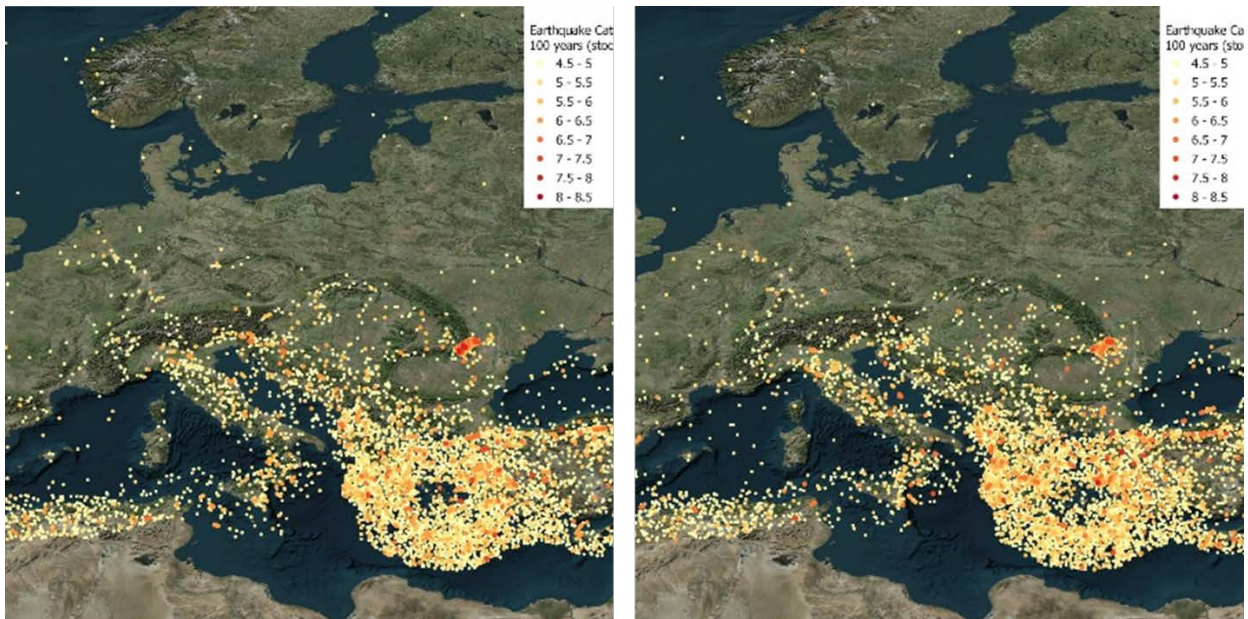 Earthquake Cat
100 years (stoc
4.5 - 5
5 - 5.5
5.5 - 6
6 - 6.5
6.5 - 7
7 - 7.5
7.5 - 8
8 - 8.5
Earthquake Ca
100 years (sto
4.5 - 5
5 - 5.5
5.5 - 6
6 - 6.5
6.5 - 7
7 - 7.5
7.5 - 8
8 - 8.5